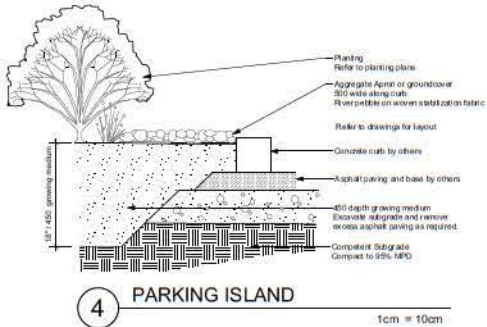 Planting
Refer to planting plans
Aggregate Apron or groundcover
500 wide along curb
River pebble on woven stabilization fabric
Refer to drawings for layout
Concrete curb by others
Asphalt paving and base by others
18" / 450 growing medium
450 depth growing medium
Excavate subgrade and remove
excess asphalt paving as required.
Competent Subgrade
Compact to 95% MPD
4 PARKING ISLAND
1cm = 10cm